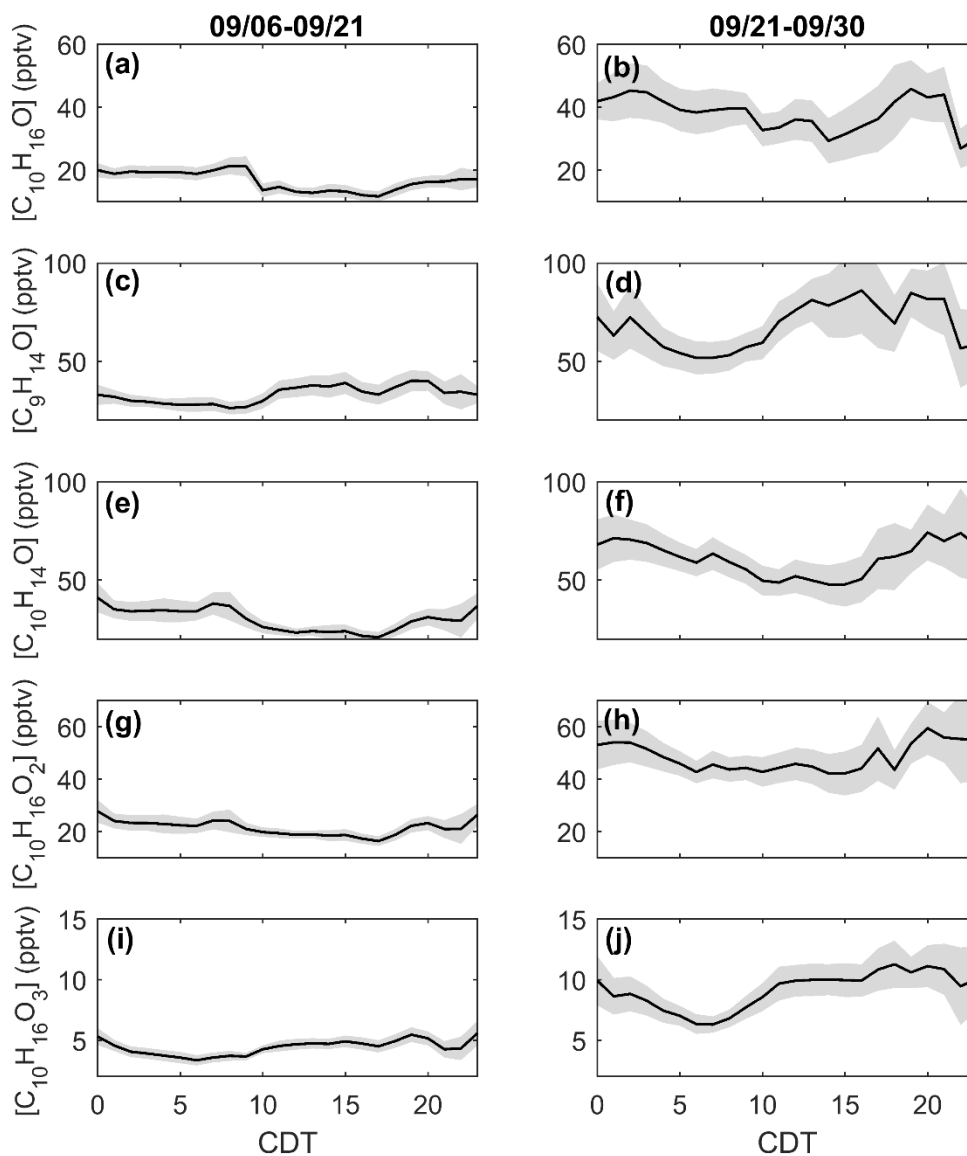 09/06-09/21
09/21-09/30
[C10H16O] (pptv)
60
40
20
(a)
60
40
20
(b)
[C9H14O] (pptv)
100
50
(c)
100
50
(d)
[C10H14O] (pptv)
100
50
(e)
100
50
(f)
[C10H16O2] (pptv)
60
40
20
(g)
60
40
20
(h)
[C10H16O3] (pptv)
15
10
5
(i)
15
10
5
(j)
0 5 10 15 20
0 5 10 15 20
CDT
CDT